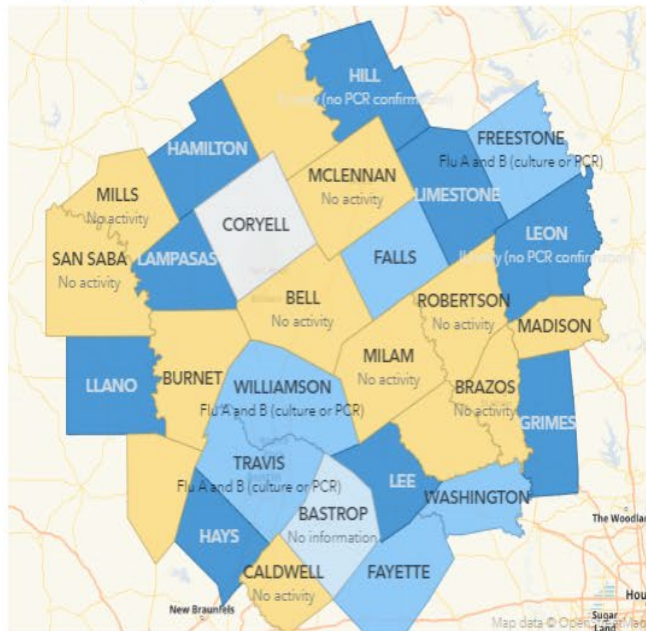 HILL
(no PCR confirmation)
FREESTONE
Flu A and B (culture or PCR)
HAMILTON
MCLENNAN
No activity
LIMESTONE
MILLS
No activity
CORYELL
SAN SABA
No activity
LAMPASAS
FALLS
LEON
(no PCR confirmation)
BELL
No activity
ROBERTSON
No activity
MADISON
LLANO
BURNET
MILAM
No activity
WILLIAMSON
Flu A and B (culture or PCR)
BRAZOS
No activity
GRIMES
TRAVIS
Flu A and B (culture or PCR)
LEE
WASHINGTON
BASTROP
No information
HAYS
CALDWELL
No activity
FAYETTE
The Woodlan
New Braunfels
Hou
Sugar
Land
Map data © OpenStreetMap